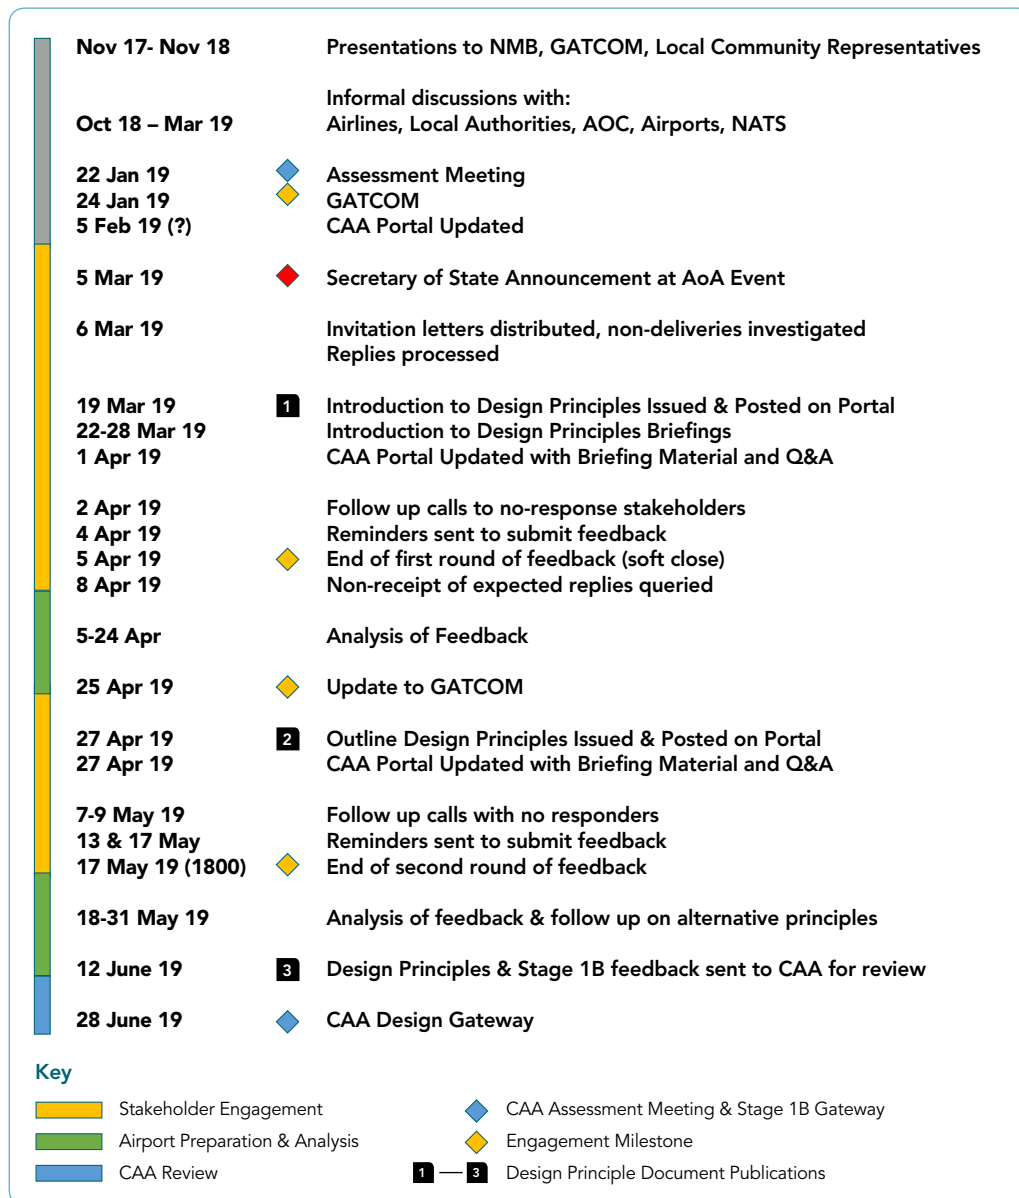 Nov 17- Nov 18 Presentations to NMB, GATCOM, Local Community Representatives
Informal discussions with:
Oct 18 – Mar 19 Airlines, Local Authorities, AOC, Airports, NATS
22 Jan 19 Assessment Meeting
24 Jan 19 GATCOM
5 Feb 19 (?) CAA Portal Updated
5 Mar 19 Secretary of State Announcement at AoA Event
6 Mar 19 Invitation letters distributed, non-deliveries investigated
Replies processed
19 Mar 19 1 Introduction to Design Principles Issued & Posted on Portal
22-28 Mar 19 Introduction to Design Principles Briefings
1 Apr 19 CAA Portal Updated with Briefing Material and Q&A
2 Apr 19 Follow up calls to no-response stakeholders
4 Apr 19 Reminders sent to submit feedback
5 Apr 19 End of first round of feedback (soft close)
8 Apr 19 Non-receipt of expected replies queried
5-24 Apr Analysis of Feedback
25 Apr 19 Update to GATCOM
27 Apr 19 2 Outline Design Principles Issued & Posted on Portal
27 Apr 19 CAA Portal Updated with Briefing Material and Q&A
7-9 May 19 Follow up calls with no responders
13 & 17 May Reminders sent to submit feedback
17 May 19 (1800) End of second round of feedback
18-31 May 19 Analysis of feedback & follow up on alternative principles
12 June 19 3 Design Principles & Stage 1B feedback sent to CAA for review
28 June 19 CAA Design Gateway
Key
Stakeholder Engagement CAA Assessment Meeting & Stage 1B Gateway
Airport Preparation & Analysis Engagement Milestone
CAA Review 1 — 3 Design Principle Document Publications